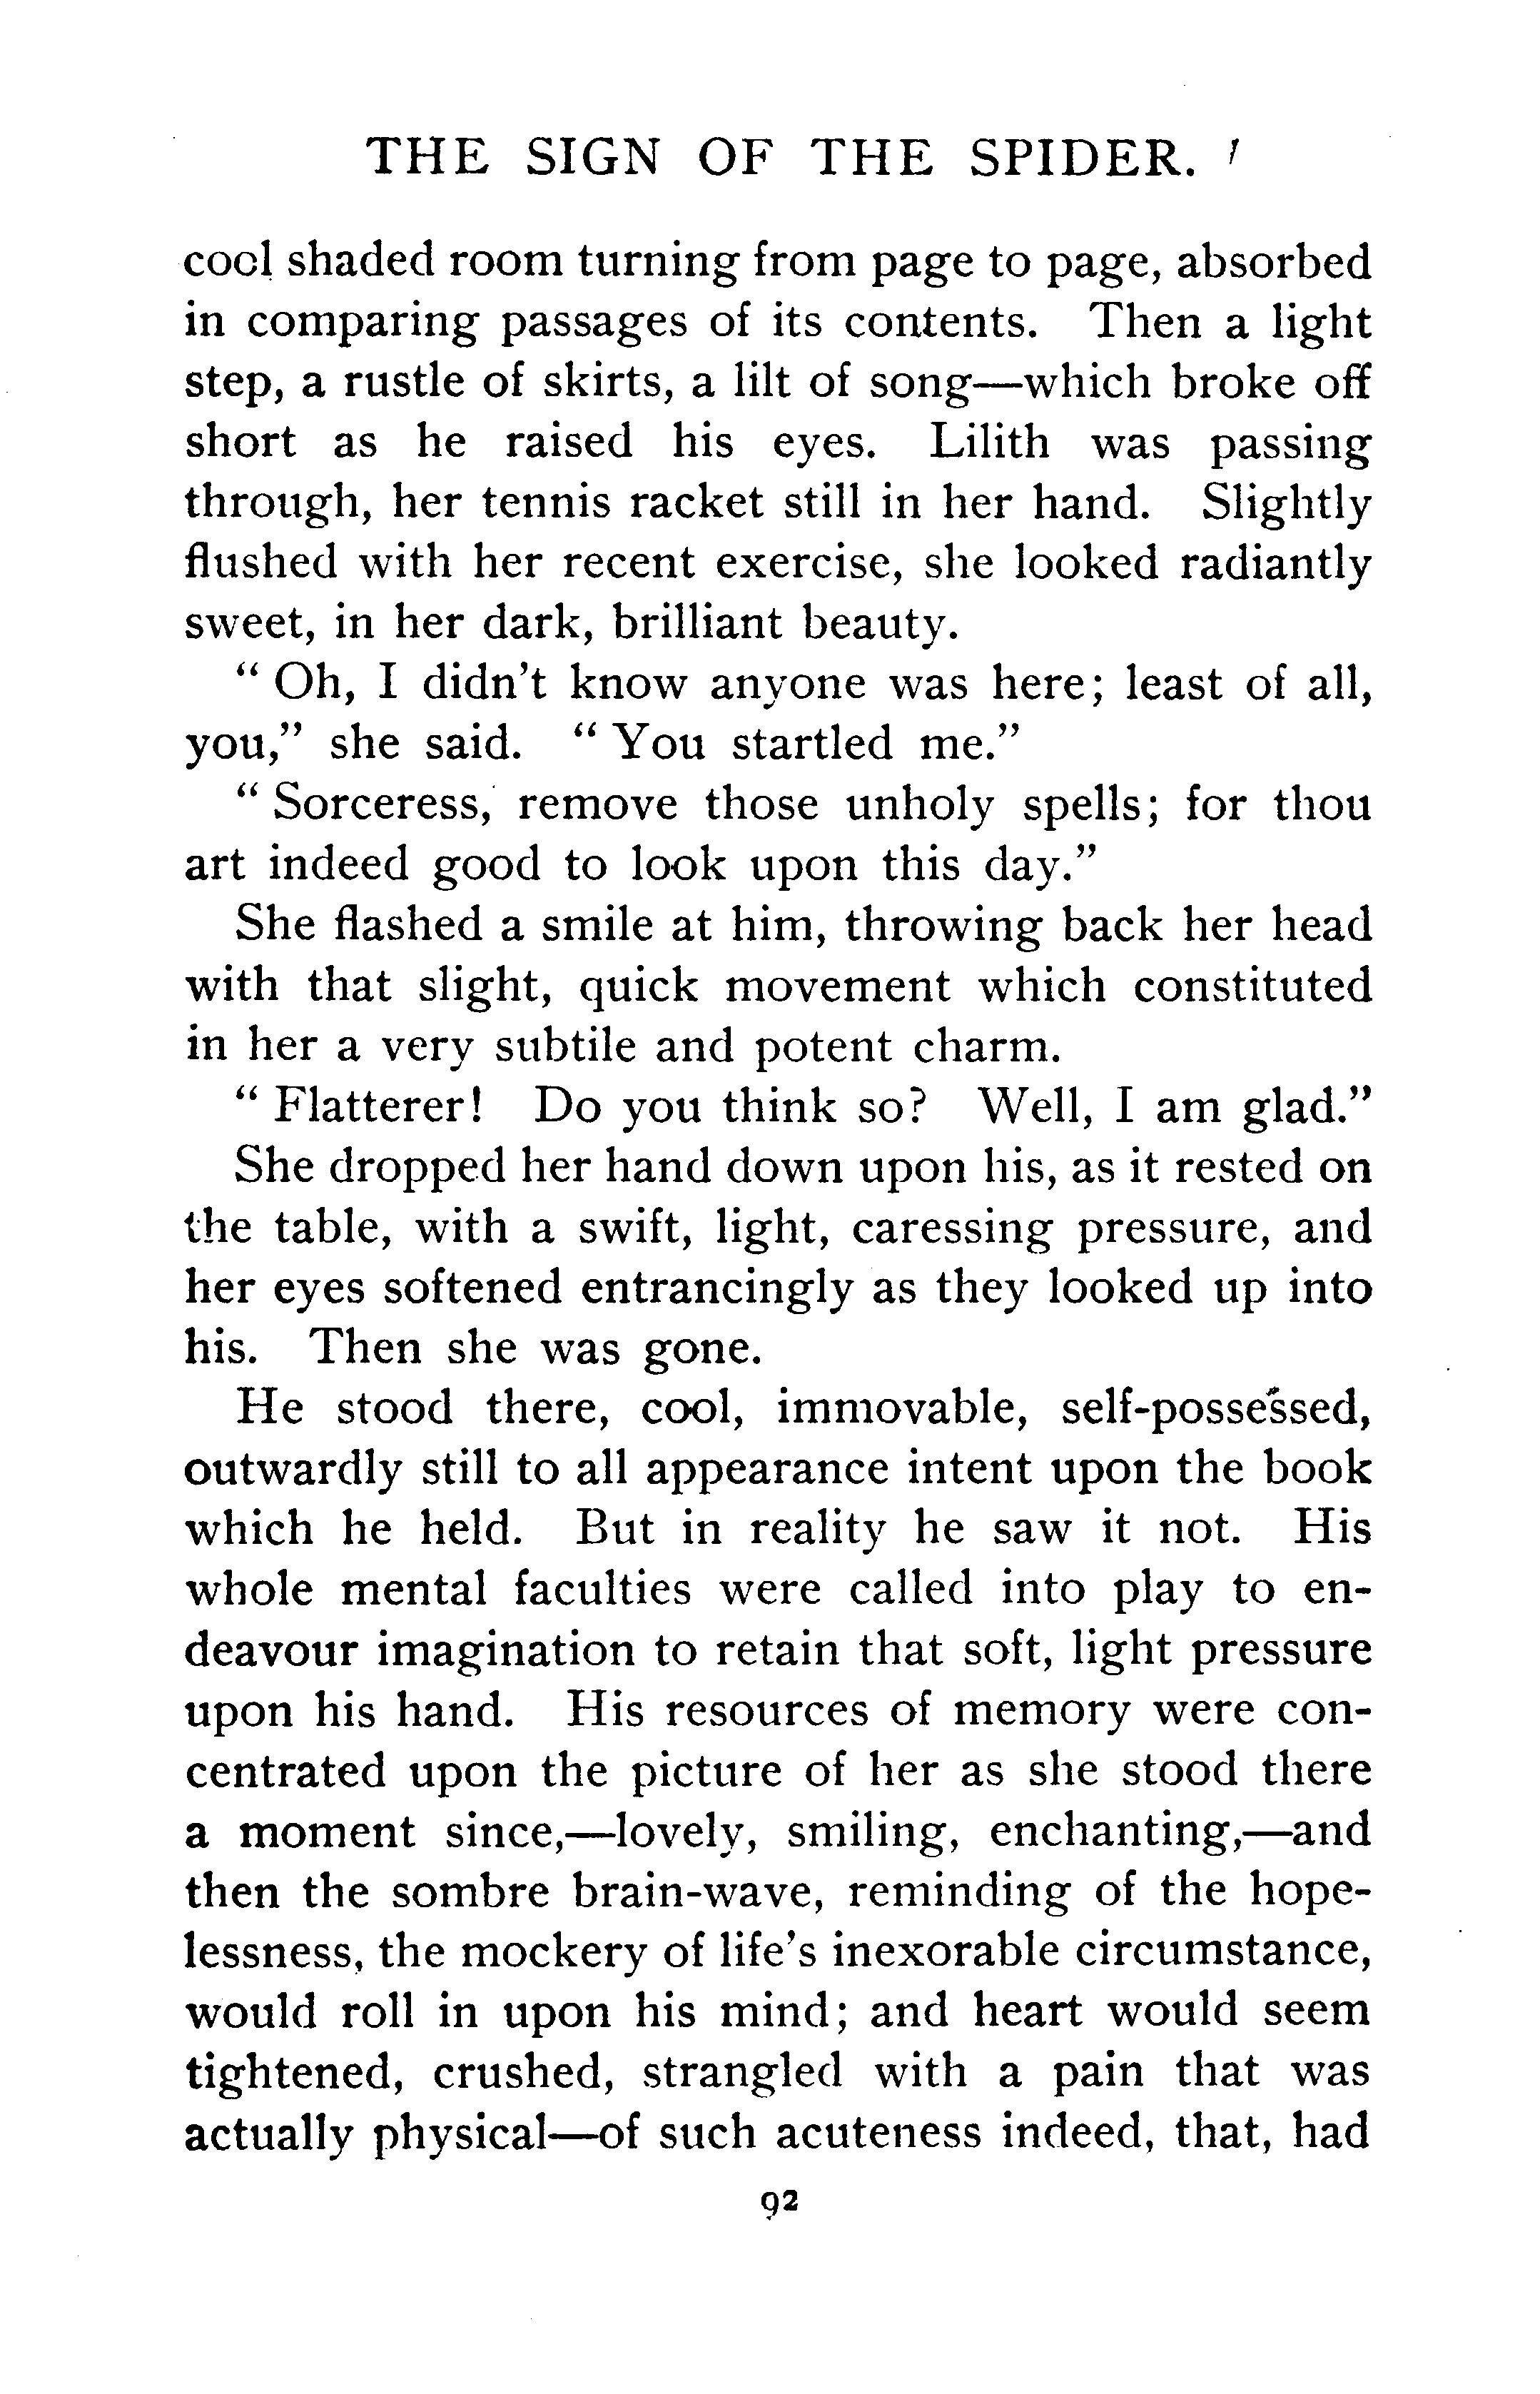 THE SIGN OF THE SPIDER.
cool shaded room turning from page to page, absorbed
in comparing passages of its contents. Then a light
step, a rustle of skirts, a lilt of song—which broke off
short as he raised his eyes. Lilith was passing
through, her tennis racket still in her hand. Slightly
flushed with her recent exercise, she looked radiantly
sweet, in her dark, brilliant beauty.
“ Oh, I didn’t know anyone was here; least of all,
you,” she said. “ You startled me.”
“ Sorceress, remove those unholy spells; for thou
art indeed good to look upon this day.”
She flashed a smile at him, throwing back her head
with that slight, quick movement which constituted
in her a very subtile and potent charm.
“ Flatterer! Do you think so? Well, I am glad.”
She dropped her hand down upon his, as it rested on
the table, with a swift, light, caressing pressure, and
her eyes softened entrancingly as they looked up into
his. Then she was gone.
He stood there, cool, immovable, self-possessed,
outwardly still to all appearance intent upon the book
which he held. But in reality he saw it not. His
whole mental faculties were called into play to en-
deavour imagination to retain that soft, light pressure
upon his hand. His resources of memory were con-
centrated upon the picture of her as she stood there
a moment since,—lovely, smiling, enchanting,—and
then the sombre brain-wave, reminding of the hope-
lessness, the mockery of life’s inexorable circumstance,
would roll in upon his mind; and heart would seem
tightened, crushed, strangled with a pain that was
actually physical—of such acuteness indeed, that, had
92